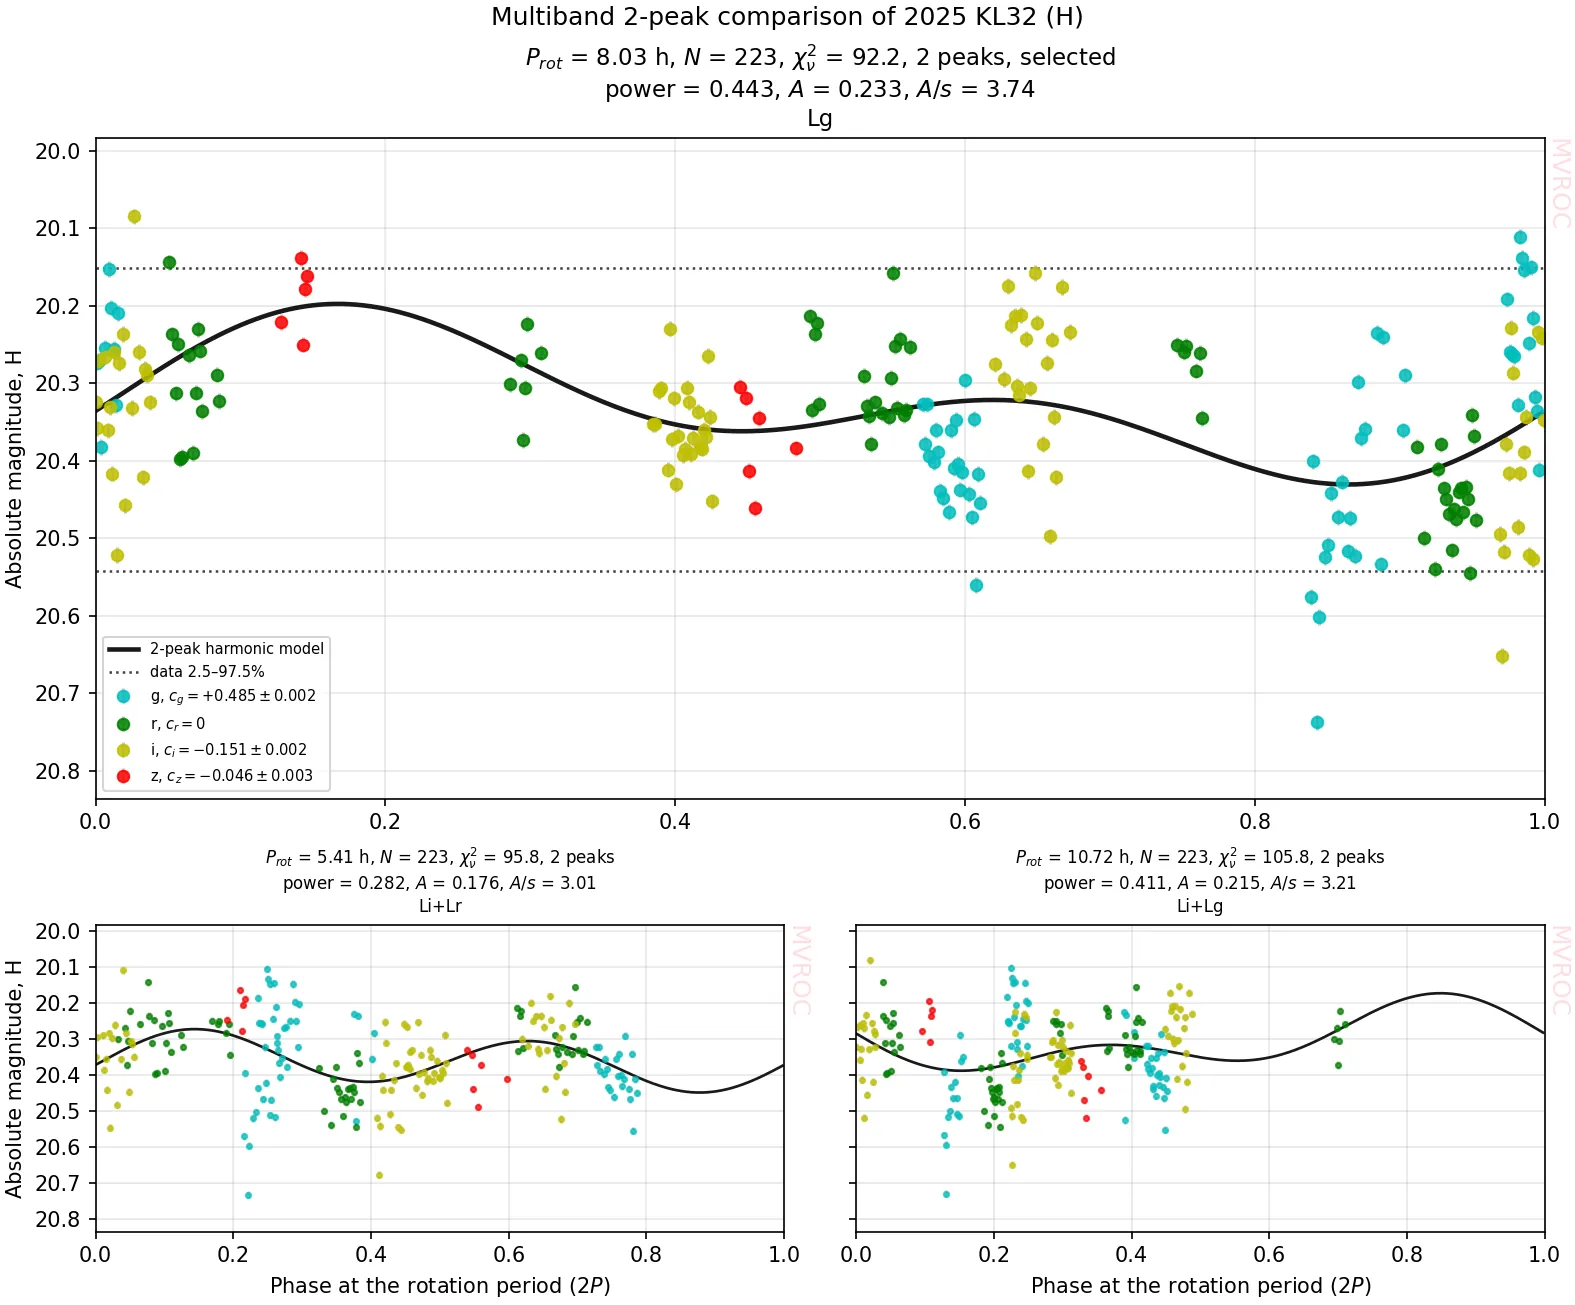 Multiband 2-peak comparison of 2025 KL32 (H)
P_rot = 8.03 h, N = 223, χ²_ν = 92.2, 2 peaks, selected
power = 0.443, A = 0.233, A/s = 3.74
Lg
Absolute magnitude, H
20.0
20.1
20.2
20.3
20.4
20.5
20.6
20.7
20.8
2-peak harmonic model
data 2.5–97.5%
g, c_g = +0.485 ± 0.002
r, c_r = 0
i, c_i = −0.151 ± 0.002
z, c_z = −0.046 ± 0.003
0.0 0.2 0.4 0.6 0.8 1.0
MVROC
P_rot = 5.41 h, N = 223, χ²_ν = 95.8, 2 peaks
power = 0.282, A = 0.176, A/s = 3.01
Li+Lr
Absolute magnitude, H
20.0
20.1
20.2
20.3
20.4
20.5
20.6
20.7
20.8
0.0 0.2 0.4 0.6 0.8 1.0
Phase at the rotation period (2P)
MVROC
P_rot = 10.72 h, N = 223, χ²_ν = 105.8, 2 peaks
power = 0.411, A = 0.215, A/s = 3.21
Li+Lg
0.0 0.2 0.4 0.6 0.8 1.0
Phase at the rotation period (2P)
MVROC